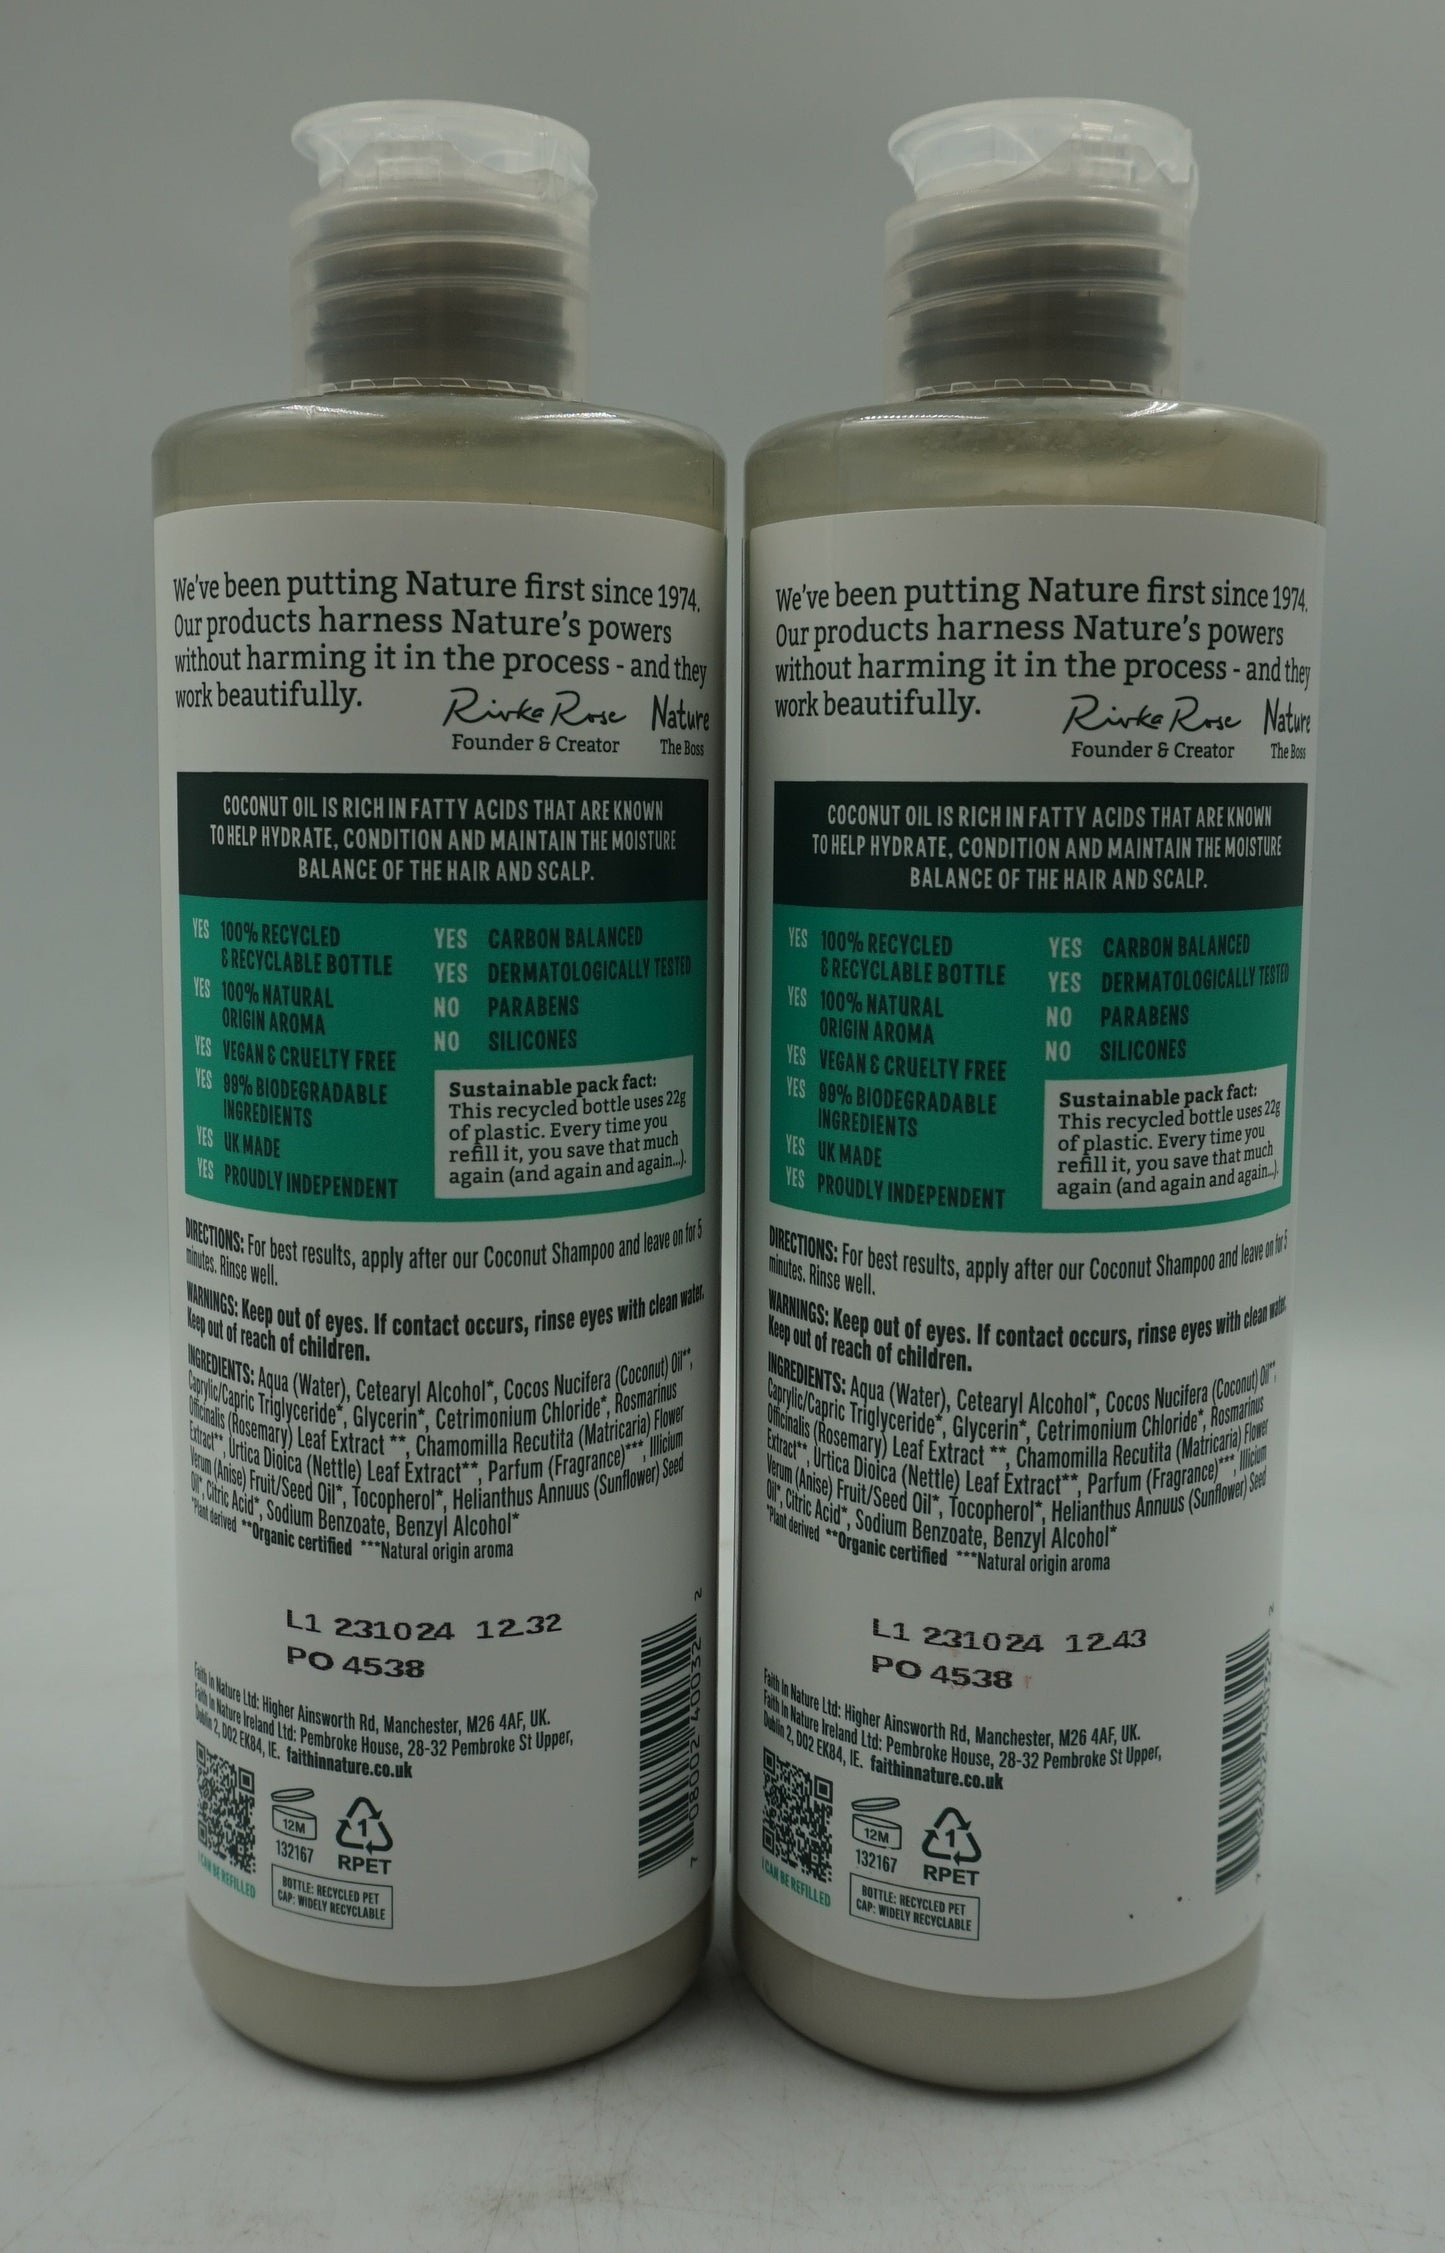 We've been putting Nature first since 1974.
Our products harness Nature's powers
without harming it in the process - and they
work beautifully.
Rivka Rose Nature
Founder & Creator The Boss
COCONUT OIL IS RICH IN FATTY ACIDS THAT ARE KNOWN
TO HELP HYDRATE, CONDITION AND MAINTAIN THE MOISTURE
BALANCE OF THE HAIR AND SCALP.
YES 100% RECYCLED
& RECYCLABLE BOTTLE
YES 100% NATURAL
ORIGIN AROMA
YES VEGAN & CRUELTY FREE
YES 99% BIODEGRADABLE
INGREDIENTS
YES UK MADE
YES PROUDLY INDEPENDENT
YES CARBON BALANCED
YES DERMATOLOGICALLY TESTED
NO PARABENS
NO SILICONES
Sustainable pack fact:
This recycled bottle uses 22g
of plastic. Every time you
refill it, you save that much
again (and again and again...).
DIRECTIONS: For best results, apply after our Coconut Shampoo and leave on for 5
minutes. Rinse well.
WARNINGS: Keep out of eyes. If contact occurs, rinse eyes with clean water.
Keep out of reach of children.
INGREDIENTS: Aqua (Water), Cetearyl Alcohol*, Cocos Nucifera (Coconut) Oil**,
Caprylic/Capric Triglyceride*, Glycerin*, Cetrimonium Chloride*, Rosmarinus
Officinalis (Rosemary) Leaf Extract **, Chamomilla Recutita (Matricaria) Flower
Extract**, Urtica Dioica (Nettle) Leaf Extract**, Parfum (Fragrance)***, Illicium
Verum (Anise) Fruit/Seed Oil*, Tocopherol*, Helianthus Annuus (Sunflower) Seed
Oil*, Citric Acid*, Sodium Benzoate, Benzyl Alcohol*
*Plant derived **Organic certified ***Natural origin aroma
L1 231024 12.32
PO 4538
Faith In Nature Ltd: Higher Ainsworth Rd, Manchester, M26 4AF, UK.
Faith In Nature Ireland Ltd: Pembroke House, 28-32 Pembroke St Upper,
Dublin 2, D02 EK84, IE. faithinnature.co.uk
I CAN BE REFILLED
12M
132167
1
RPET
BOTTLE: RECYCLED PET
CAP: WIDELY RECYCLABLE
7 08002 40032 2
We've been putting Nature first since 1974.
Our products harness Nature's powers
without harming it in the process - and they
work beautifully.
Rivka Rose Nature
Founder & Creator The Boss
COCONUT OIL IS RICH IN FATTY ACIDS THAT ARE KNOWN
TO HELP HYDRATE, CONDITION AND MAINTAIN THE MOISTURE
BALANCE OF THE HAIR AND SCALP.
YES 100% RECYCLED
& RECYCLABLE BOTTLE
YES 100% NATURAL
ORIGIN AROMA
YES VEGAN & CRUELTY FREE
YES 99% BIODEGRADABLE
INGREDIENTS
YES UK MADE
YES PROUDLY INDEPENDENT
YES CARBON BALANCED
YES DERMATOLOGICALLY TESTED
NO PARABENS
NO SILICONES
Sustainable pack fact:
This recycled bottle uses 22g
of plastic. Every time you
refill it, you save that much
again (and again and again...).
DIRECTIONS: For best results, apply after our Coconut Shampoo and leave on for 5
minutes. Rinse well.
WARNINGS: Keep out of eyes. If contact occurs, rinse eyes with clean water.
Keep out of reach of children.
INGREDIENTS: Aqua (Water), Cetearyl Alcohol*, Cocos Nucifera (Coconut) Oil**,
Caprylic/Capric Triglyceride*, Glycerin*, Cetrimonium Chloride*, Rosmarinus
Officinalis (Rosemary) Leaf Extract **, Chamomilla Recutita (Matricaria) Flower
Extract**, Urtica Dioica (Nettle) Leaf Extract**, Parfum (Fragrance)***, Illicium
Verum (Anise) Fruit/Seed Oil*, Tocopherol*, Helianthus Annuus (Sunflower) Seed
Oil*, Citric Acid*, Sodium Benzoate, Benzyl Alcohol*
*Plant derived **Organic certified ***Natural origin aroma
L1 231024 12.43
PO 4538
Faith In Nature Ltd: Higher Ainsworth Rd, Manchester, M26 4AF, UK.
Faith In Nature Ireland Ltd: Pembroke House, 28-32 Pembroke St Upper,
Dublin 2, D02 EK84, IE. faithinnature.co.uk
I CAN BE REFILLED
12M
132167
1
RPET
BOTTLE: RECYCLED PET
CAP: WIDELY RECYCLABLE